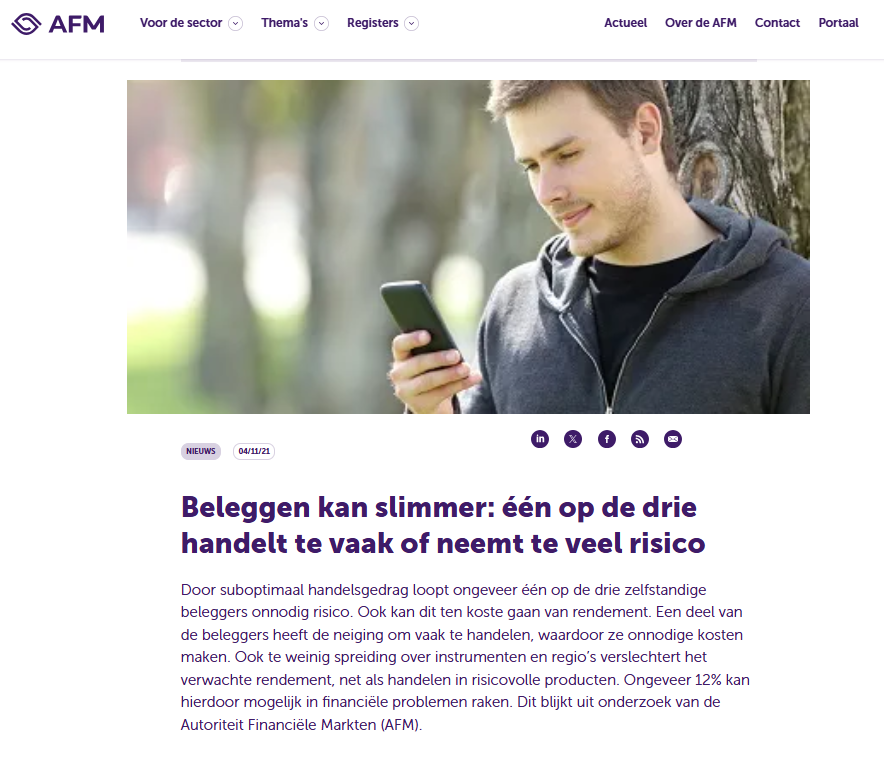 AFM
Voor de sector
Thema's
Registers
Actueel
Over de AFM
Contact
Portaal
NIEUWS
04/11/21
Beleggen kan slimmer: één op de drie
handelt te vaak of neemt te veel risico
Door suboptimaal handelsgedrag loopt ongeveer één op de drie zelfstandige
beleggers onnodig risico. Ook kan dit ten koste gaan van rendement. Een deel van
de beleggers heeft de neiging om vaak te handelen, waardoor ze onnodige kosten
maken. Ook te weinig spreiding over instrumenten en regio’s verslechtert het
verwachte rendement, net als handelen in risicovolle producten. Ongeveer 12% kan
hierdoor mogelijk in financiële problemen raken. Dit blijkt uit onderzoek van de
Autoriteit Financiële Markten (AFM).